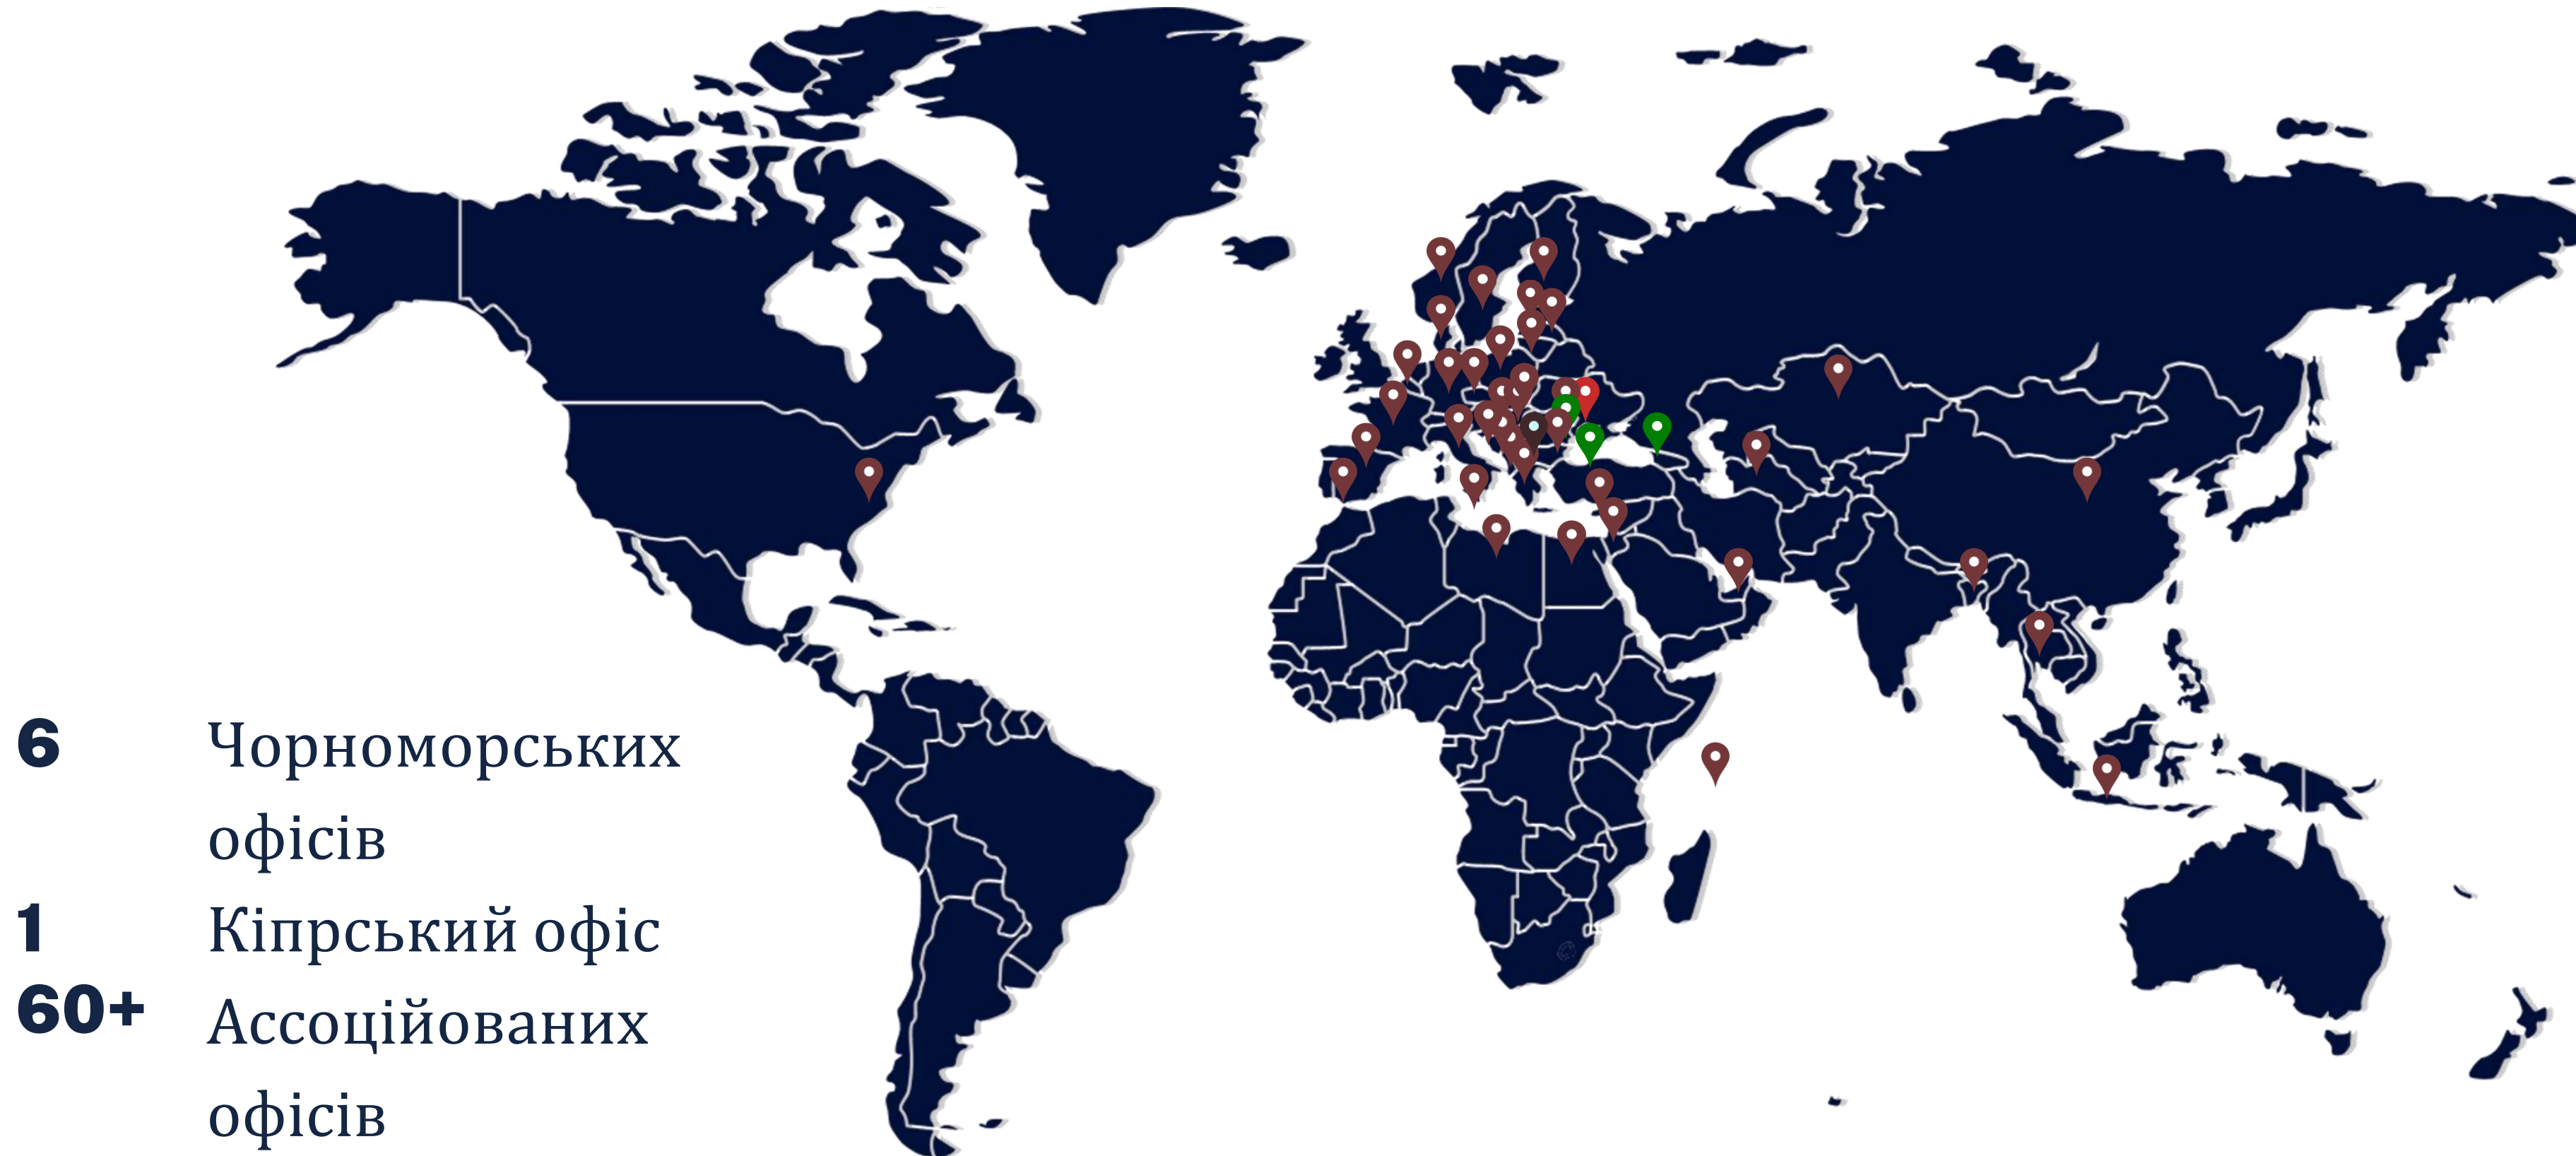 6 Чорноморських
офісів
1 Кіпрський офіс
60+ Ассоційованих
офісів